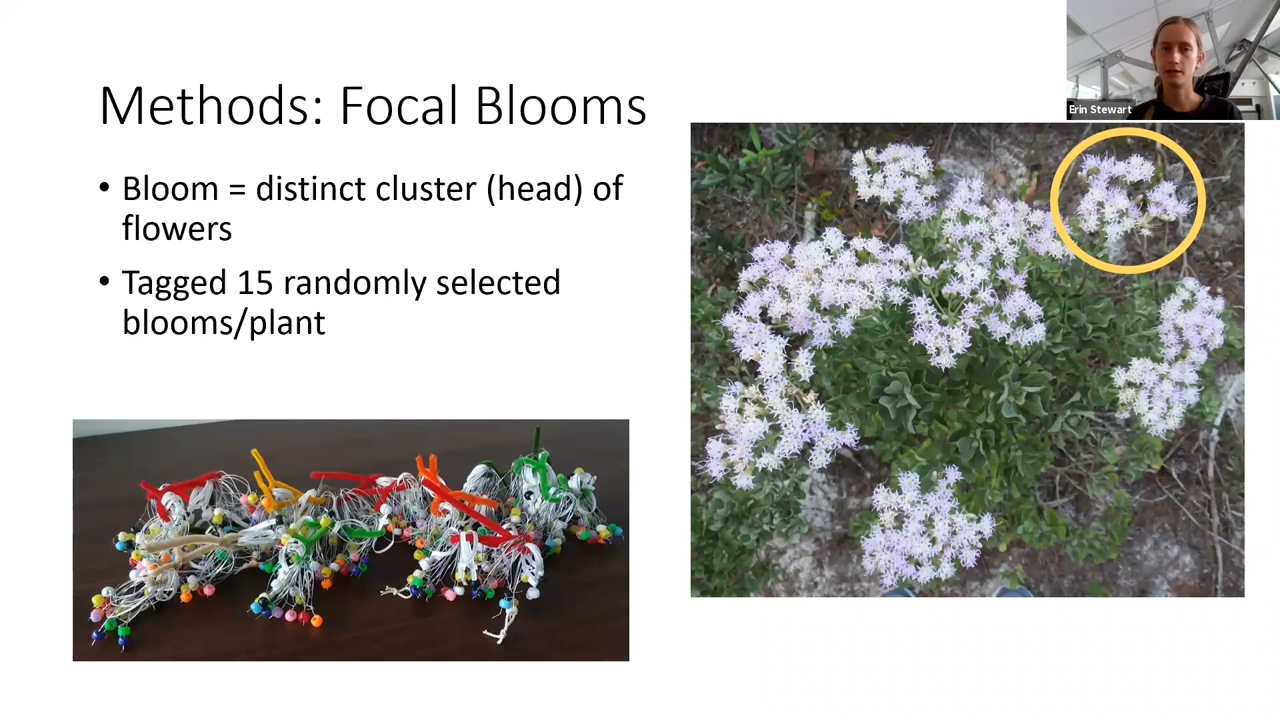 Erin Stewart
Methods: Focal Blooms
• Bloom = distinct cluster (head) of
flowers
• Tagged 15 randomly selected
blooms/plant